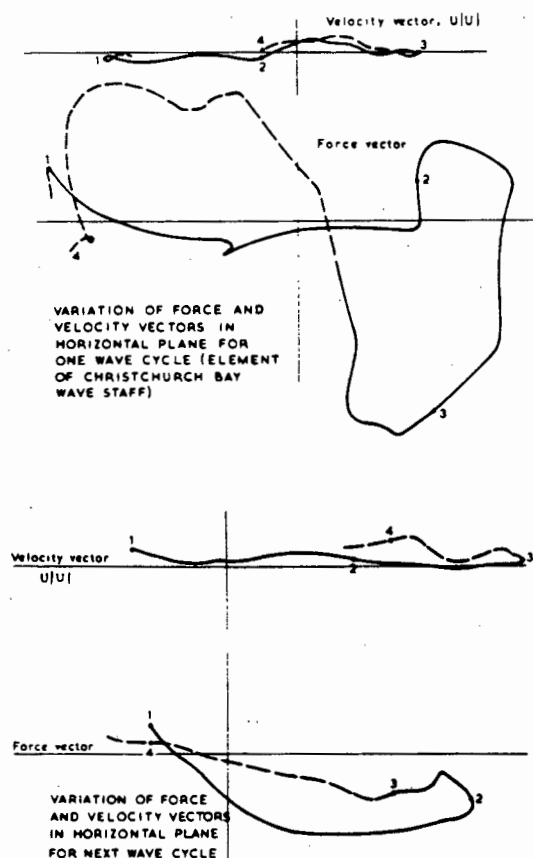 Velocity vector, U|U|
4
3
1
2
1
Force vector
2
4
VARIATION OF FORCE AND
VELOCITY VECTORS IN
HORIZONTAL PLANE FOR
ONE WAVE CYCLE (ELEMENT
OF CHRISTCHURCH BAY
WAVE STAFF)
3
4
1
Velocity vector
3
2
U|U|
1
Force vector
4
3
2
VARIATION OF FORCE
AND VELOCITY VECTORS
IN HORIZONTAL PLANE
FOR NEXT WAVE CYCLE